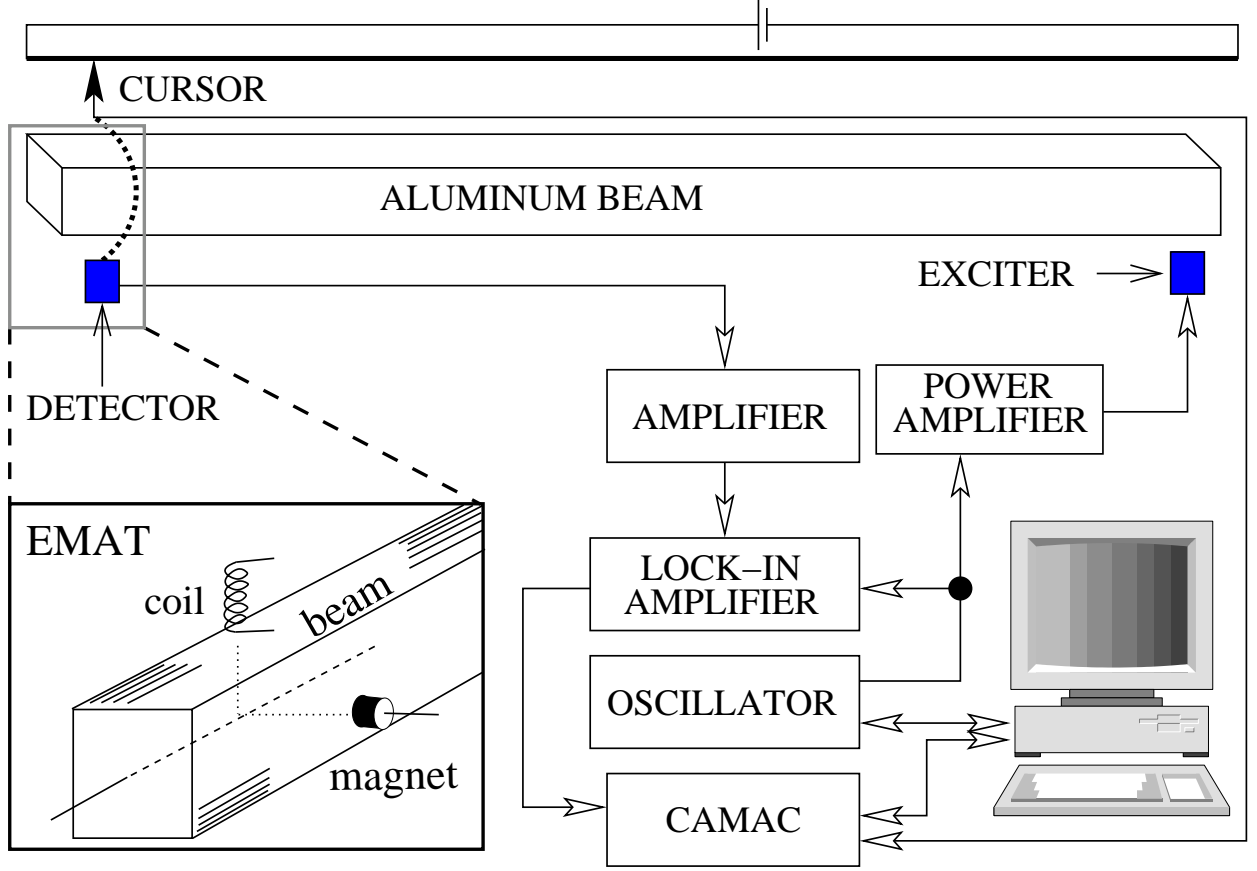 CURSOR
ALUMINUM BEAM
EXCITER
DETECTOR
AMPLIFIER
POWER
AMPLIFIER
EMAT
coil
beam
magnet
LOCK–IN
AMPLIFIER
OSCILLATOR
CAMAC